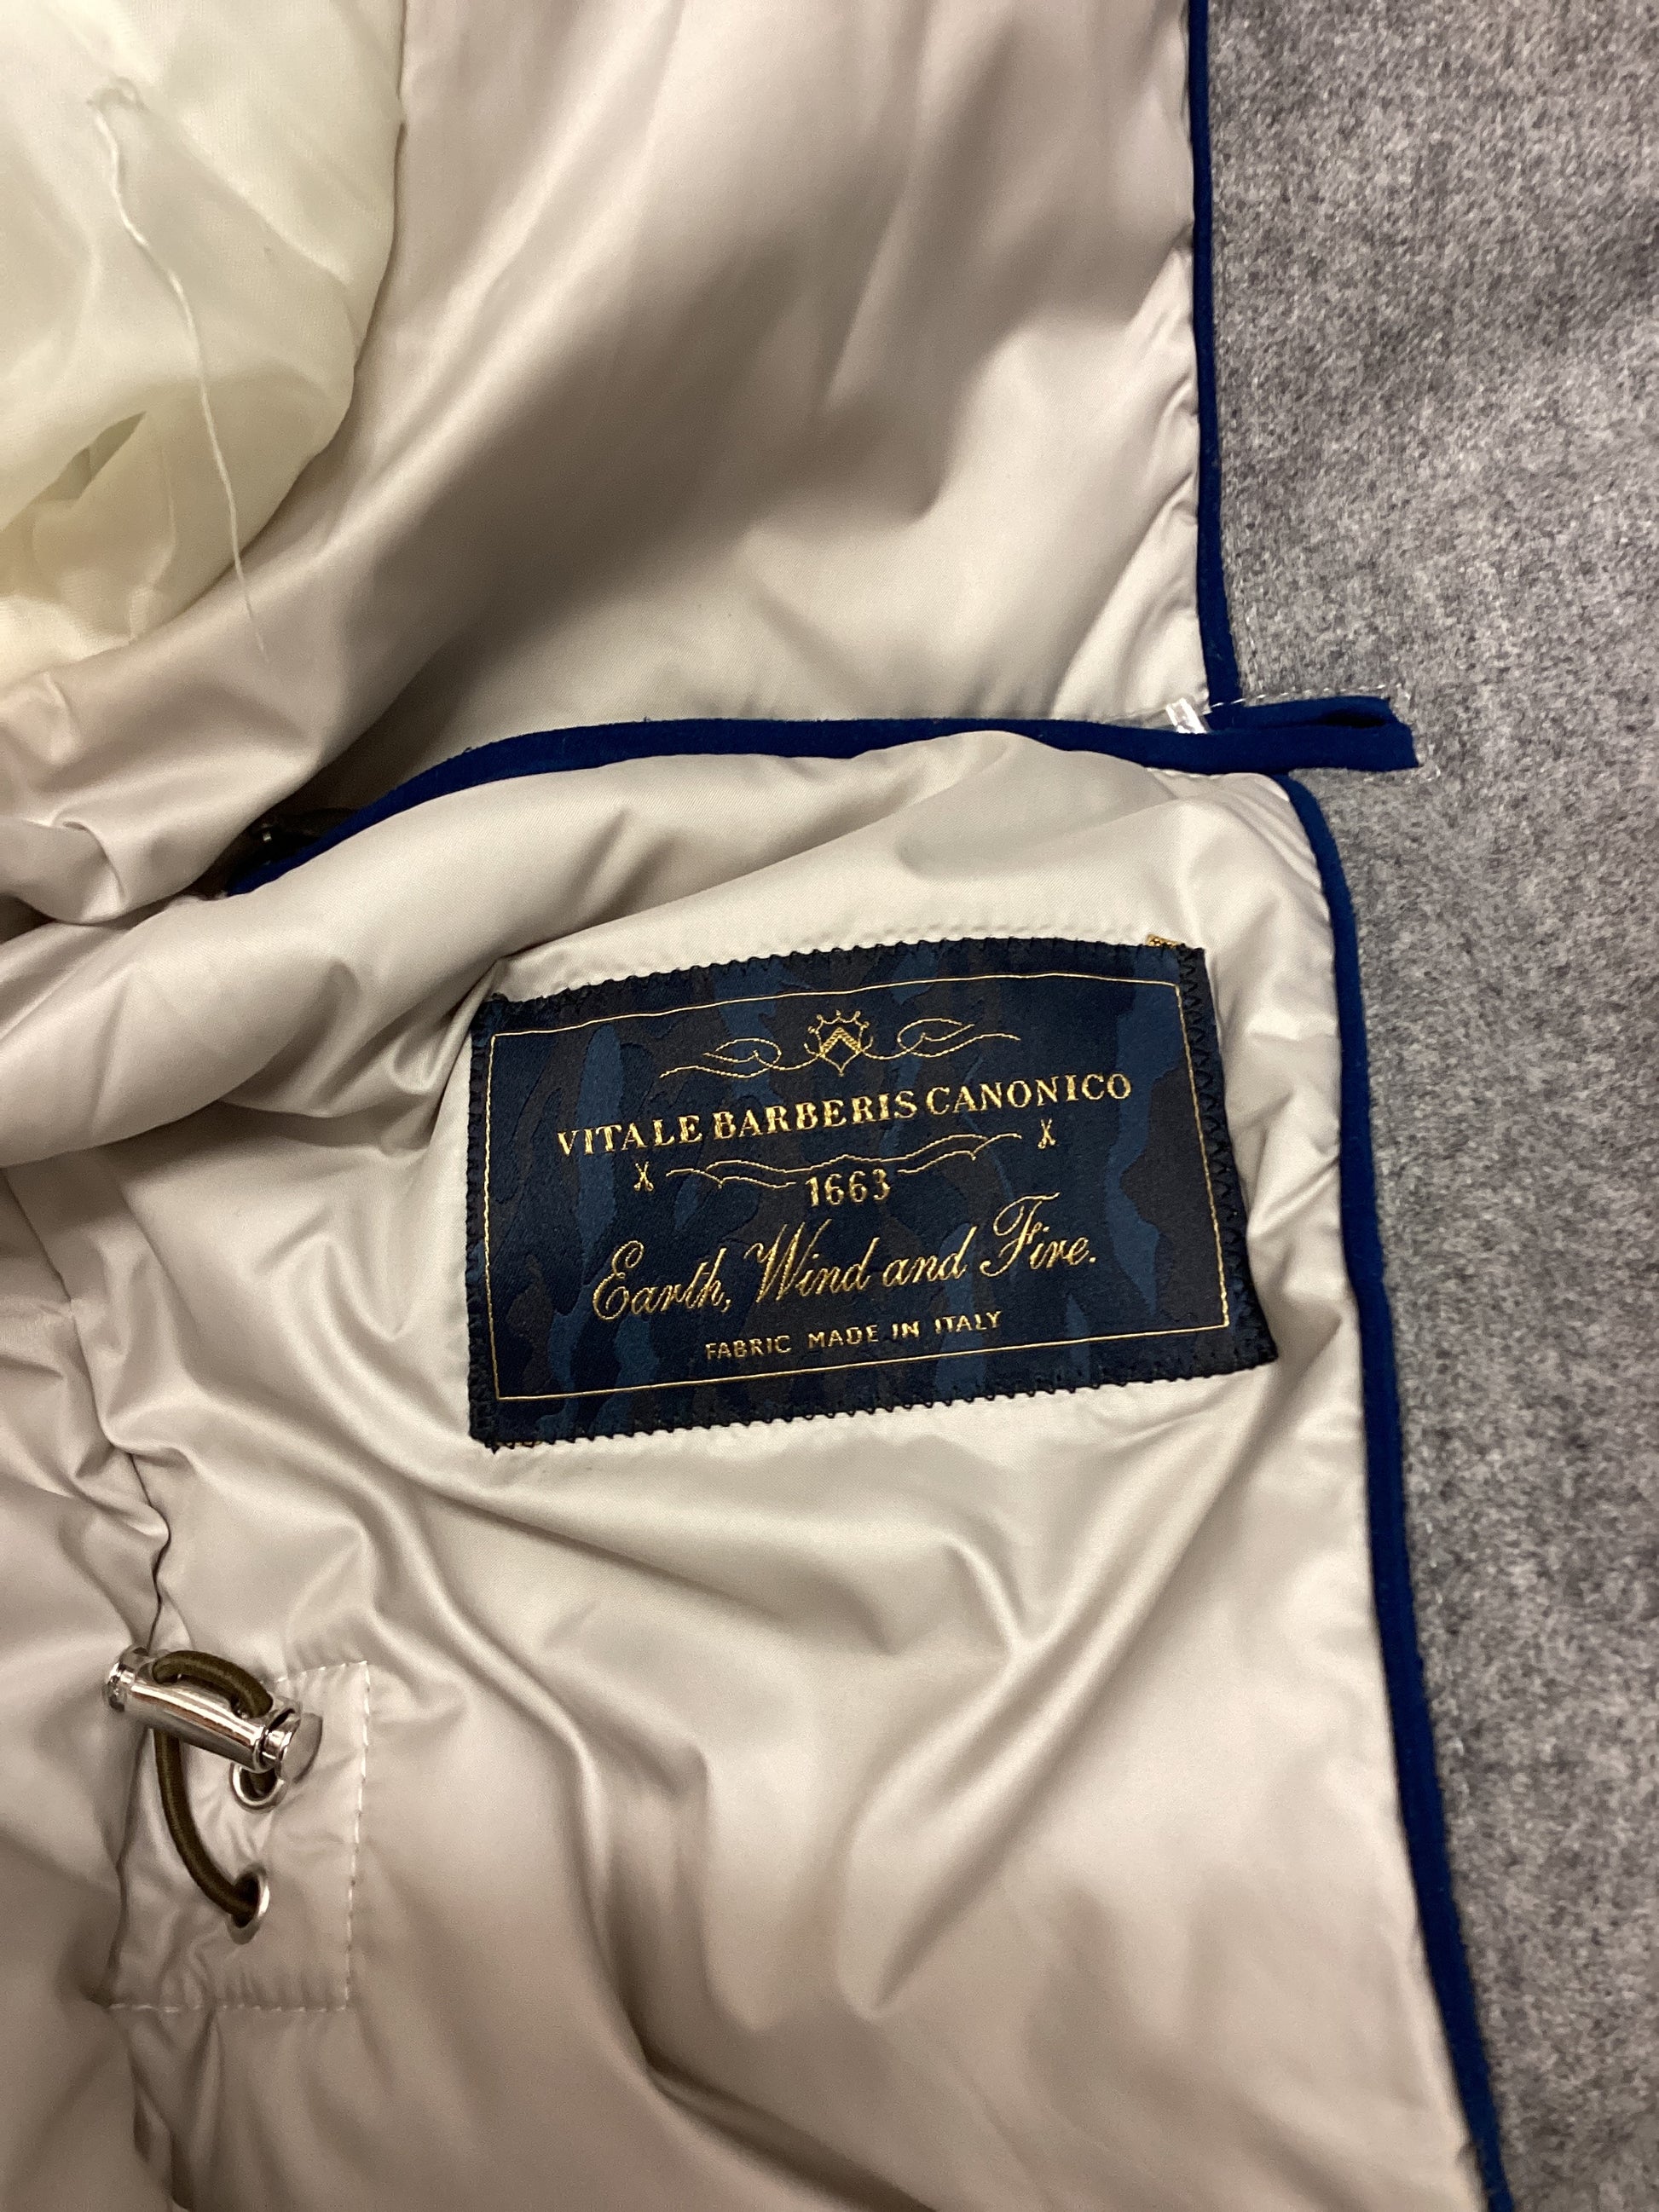 VITALE BARBERIS CANONICO
1663
Earth, Wind and Fire.
FABRIC MADE IN ITALY